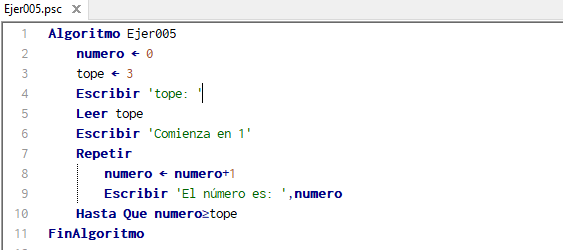 Ejer005.psc ×
1 Algoritmo Ejer005
2 numero ← 0
3 tope ← 3
4 Escribir 'tope: '
5 Leer tope
6 Escribir 'Comienza en 1'
7 Repetir
8 numero ← numero+1
9 Escribir 'El número es: ',numero
10 Hasta Que numero≥tope
11 FinAlgoritmo